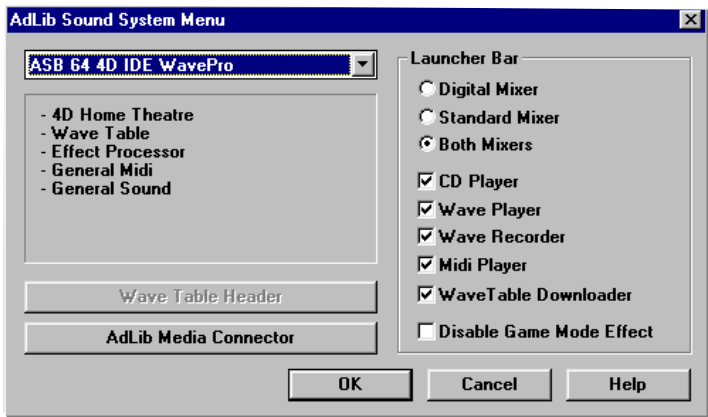 AdLib Sound System Menu
ASB 64 4D IDE WavePro
- 4D Home Theatre
- Wave Table
- Effect Processor
- General Midi
- General Sound
Wave Table Header
AdLib Media Connector
Launcher Bar
Digital Mixer
Standard Mixer
Both Mixers
CD Player
Wave Player
Wave Recorder
Midi Player
WaveTable Downloader
Disable Game Mode Effect
OK
Cancel
Help